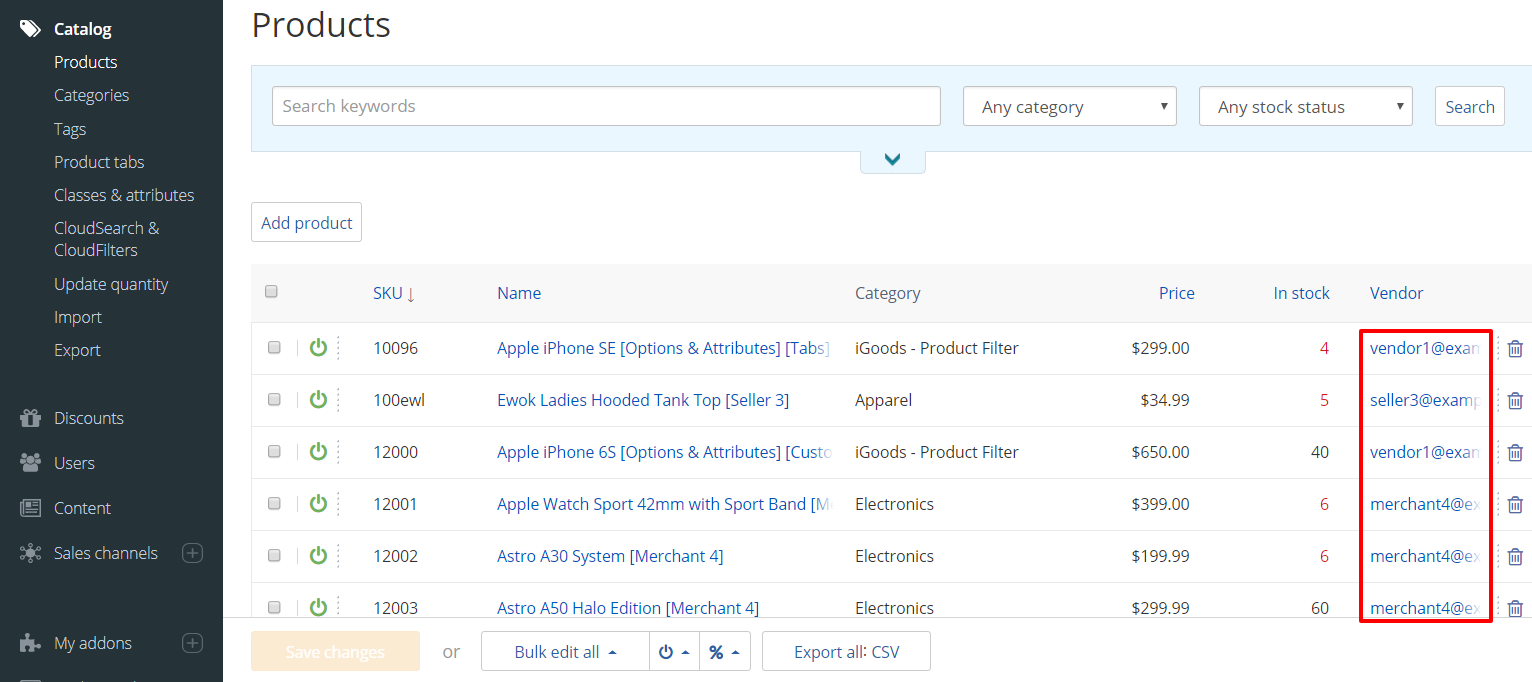 Catalog
Products
Categories
Tags
Product tabs
Classes & attributes
CloudSearch &
CloudFilters
Update quantity
Import
Export
Discounts
Users
Content
Sales channels
My addons
Products
Search keywords
Any category
Any stock status
Search
Add product
SKU ↓ Name Category Price In stock Vendor
10096 Apple iPhone SE [Options & Attributes] [Tabs] iGoods - Product Filter $299.00 4 vendor1@exan
100ewl Ewok Ladies Hooded Tank Top [Seller 3] Apparel $34.99 5 seller3@examp
12000 Apple iPhone 6S [Options & Attributes] [Custo iGoods - Product Filter $650.00 40 vendor1@exan
12001 Apple Watch Sport 42mm with Sport Band [M Electronics $399.00 6 merchant4@ex
12002 Astro A30 System [Merchant 4] Electronics $199.99 6 merchant4@ex
12003 Astro A50 Halo Edition [Merchant 4] Electronics $299.99 60 merchant4@ex
Save changes or Bulk edit all % Export all: CSV